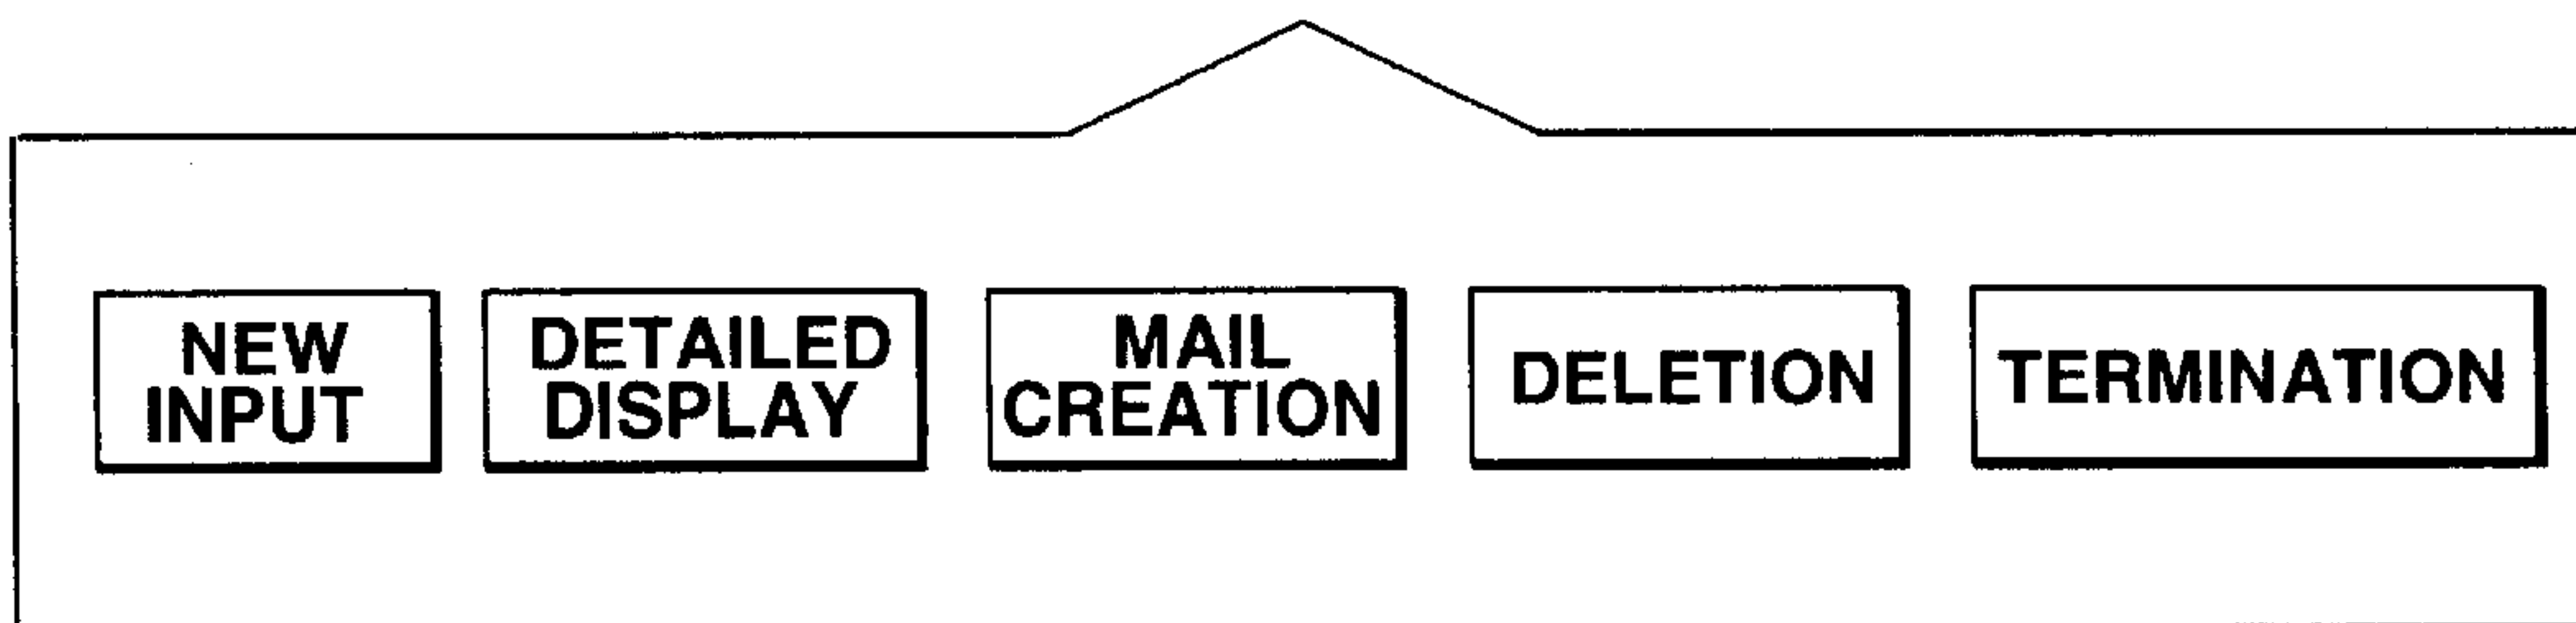 NEW
INPUT
DETAILED
DISPLAY
MAIL
CREATION
DELETION
TERMINATION